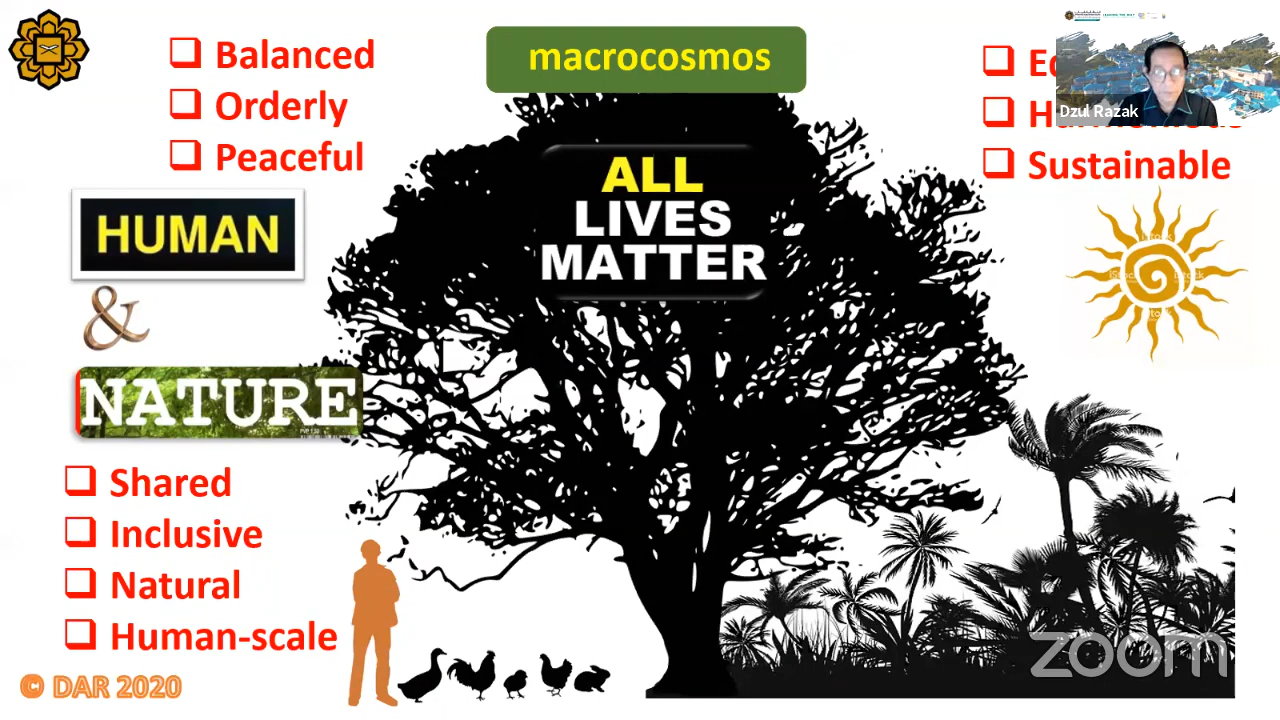 macrocosmos
Balanced
Orderly
Peaceful
Sustainable
Dzul Razak
ALL
LIVES
MATTER
HUMAN
&
NATURE
iStock
Shared
Inclusive
Natural
Human-scale
© DAR 2020
zoom